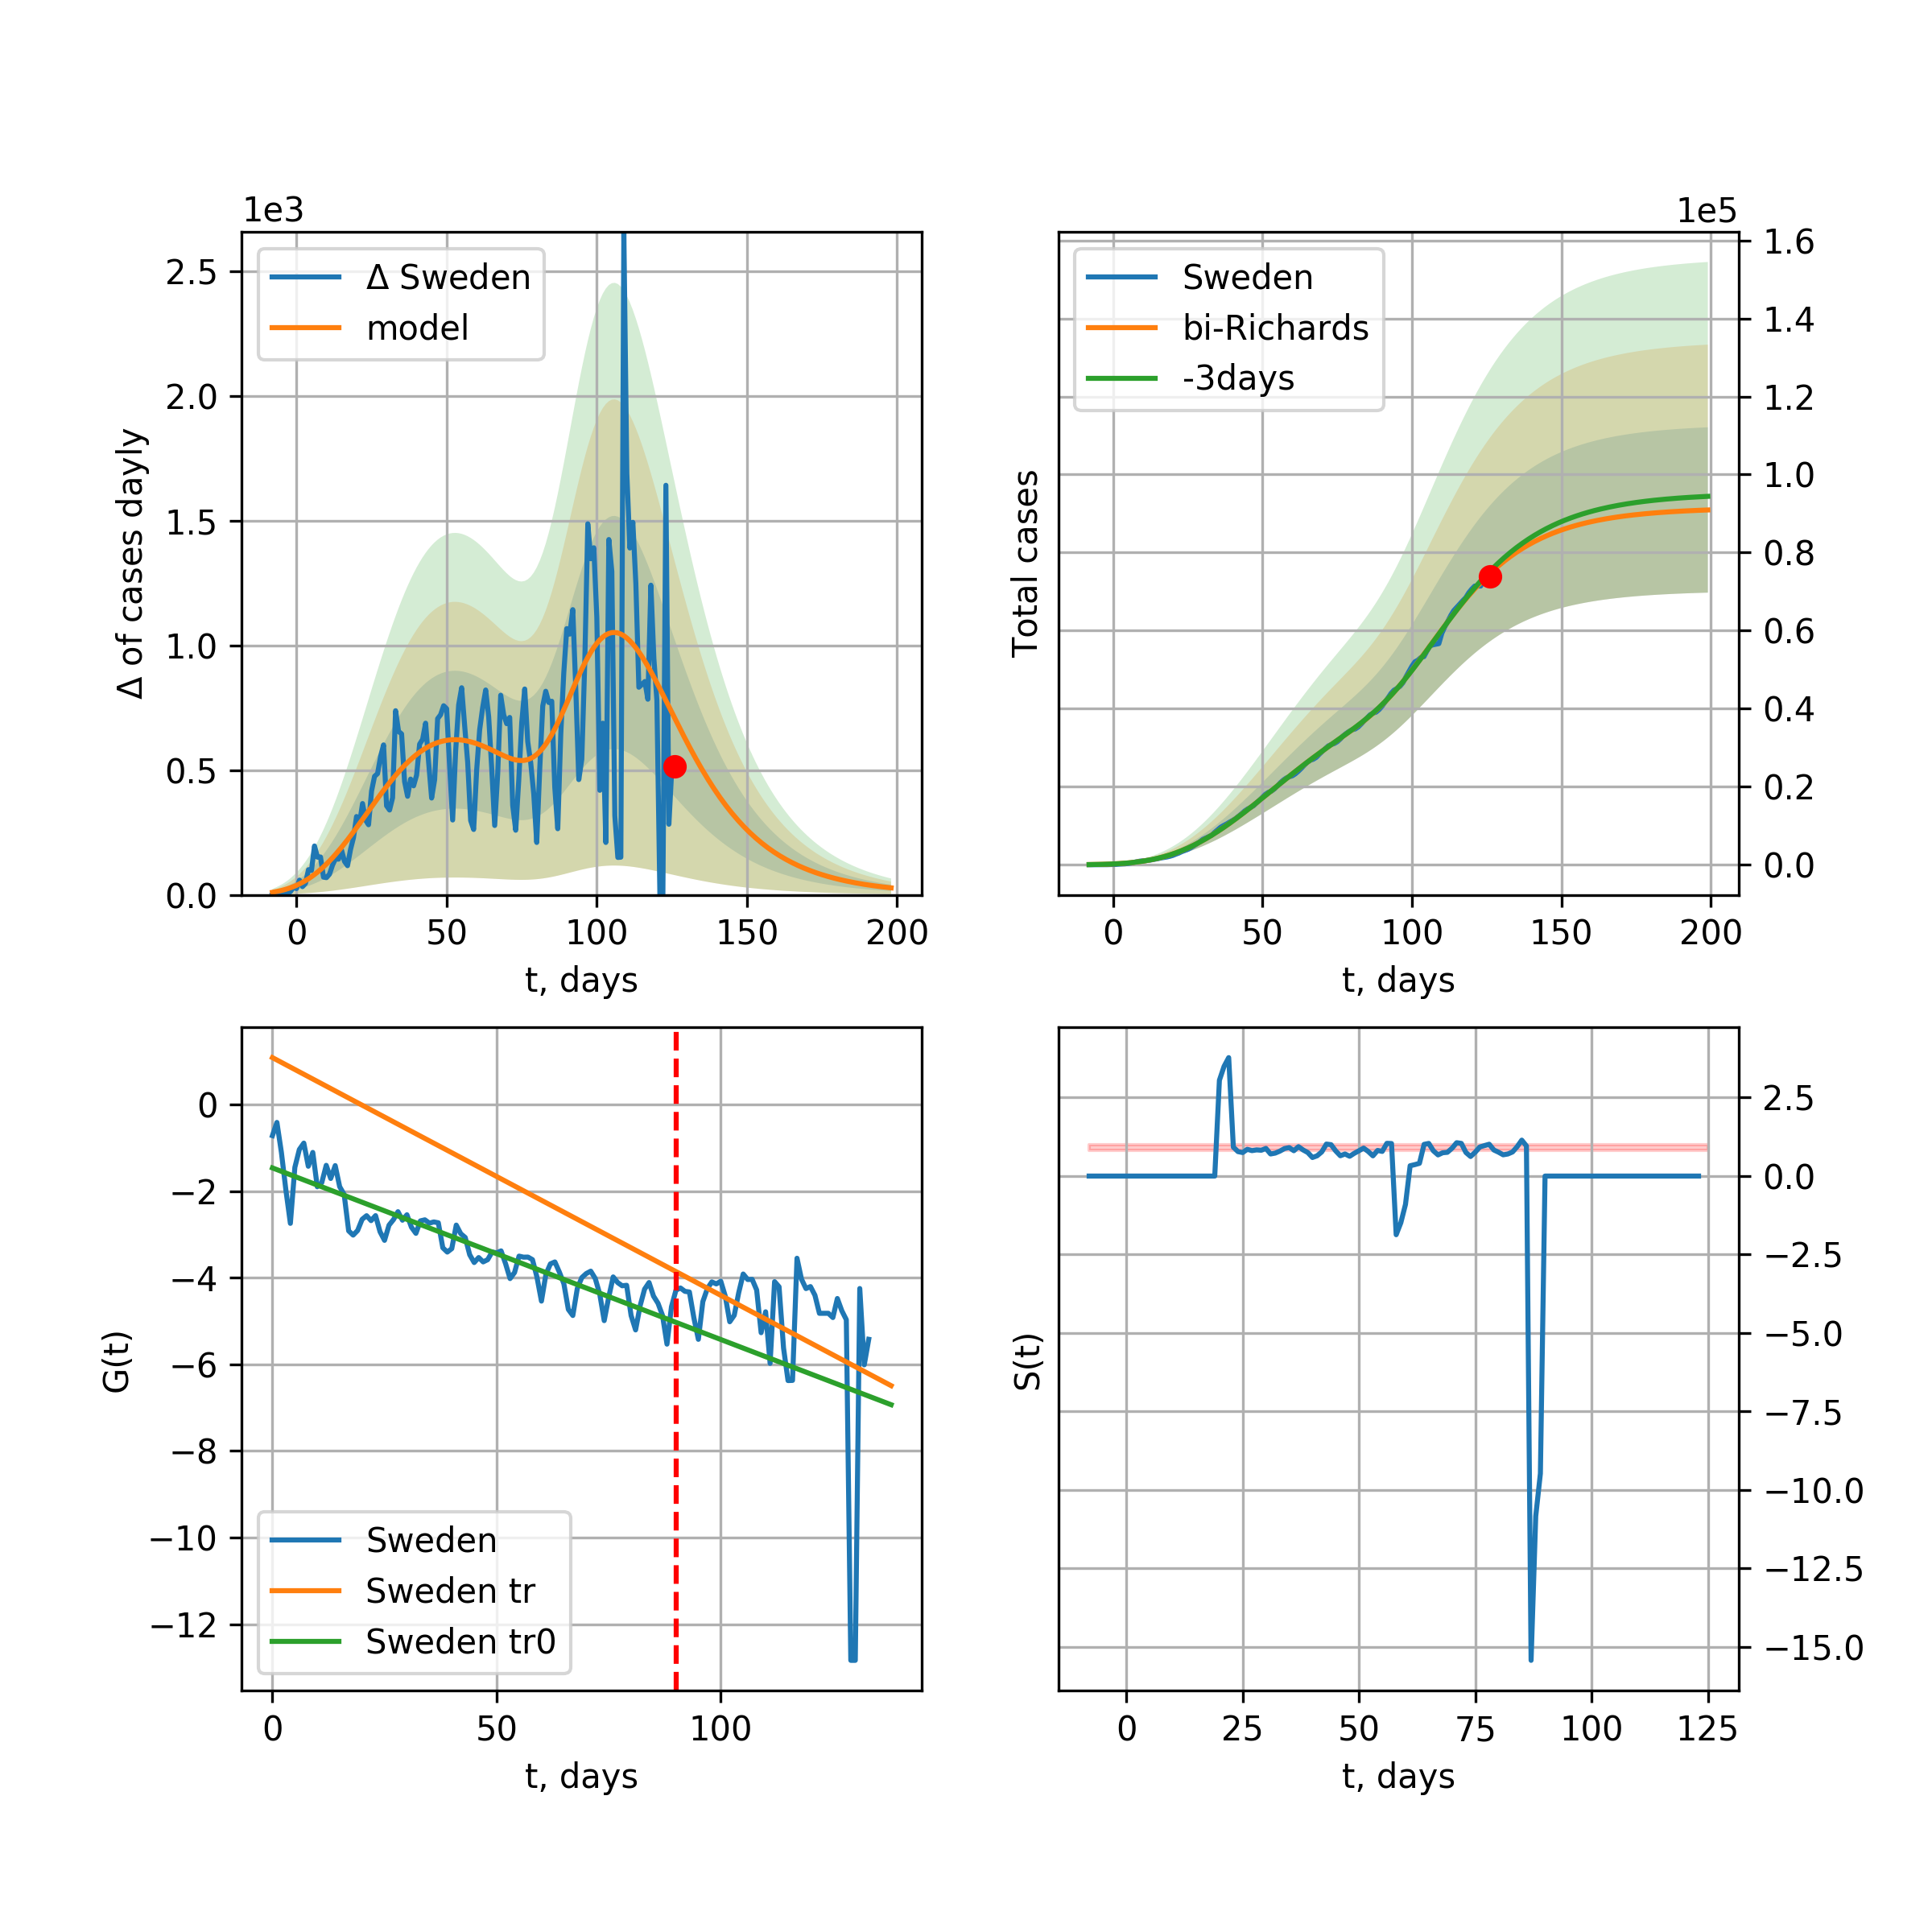 1e3
Δ Sweden
model
2.5
2.0
1.5
1.0
0.5
0.0
Δ of cases dayly
0 50 100 150 200
t, days
1e5
Sweden
bi-Richards
-3days
1.6
1.4
1.2
1.0
0.8
0.6
0.4
0.2
0.0
Total cases
0 50 100 150 200
t, days
0
−2
−4
−6
−8
−10
−12
G(t)
Sweden
Sweden tr
Sweden tr0
0 50 100
t, days
2.5
0.0
−2.5
−5.0
−7.5
−10.0
−12.5
−15.0
S(t)
0 25 50 75 100 125
t, days